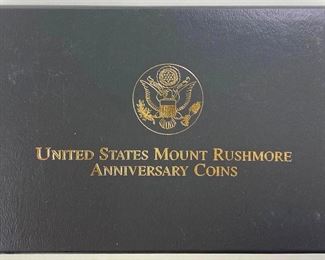 UNITED STATES MOUNT RUSHMORE
ANNIVERSARY COINS